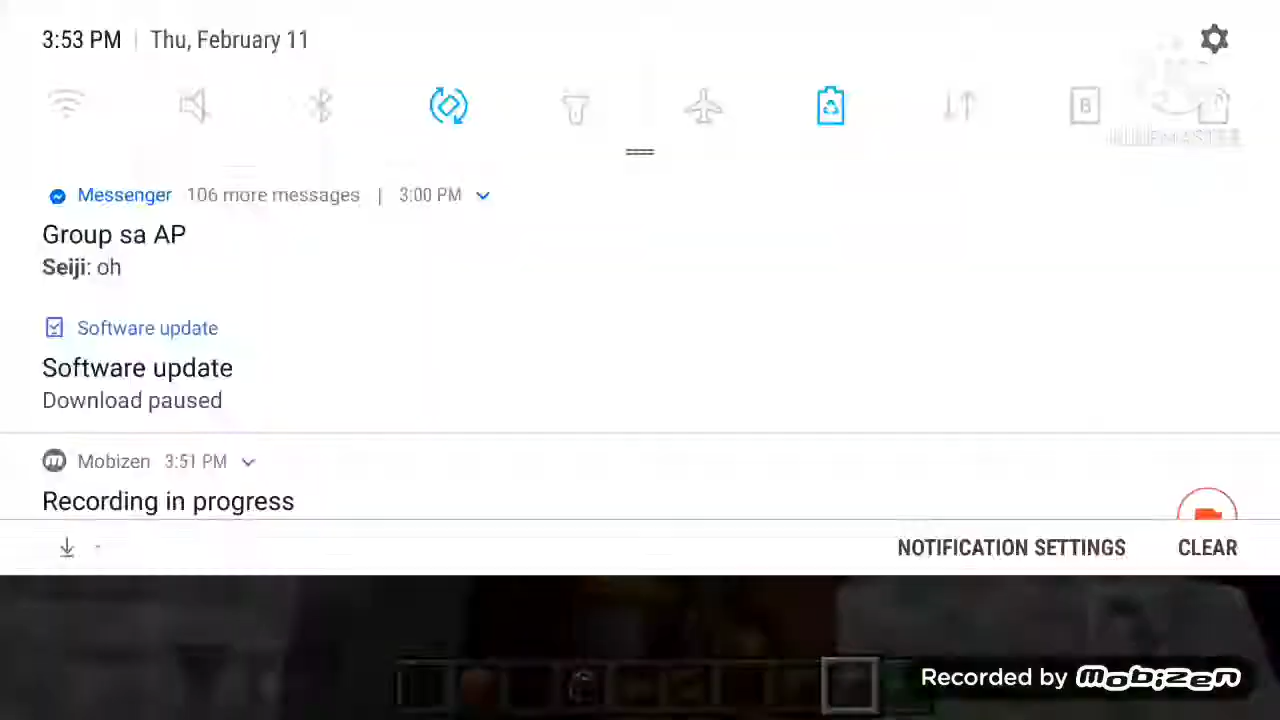 3:53 PM | Thu, February 11
B
KINEMASTER
Messenger 106 more messages | 3:00 PM
Group sa AP
Seiji: oh
Software update
Software update
Download paused
Mobizen 3:51 PM
Recording in progress
NOTIFICATION SETTINGS CLEAR
Recorded by Mobizen